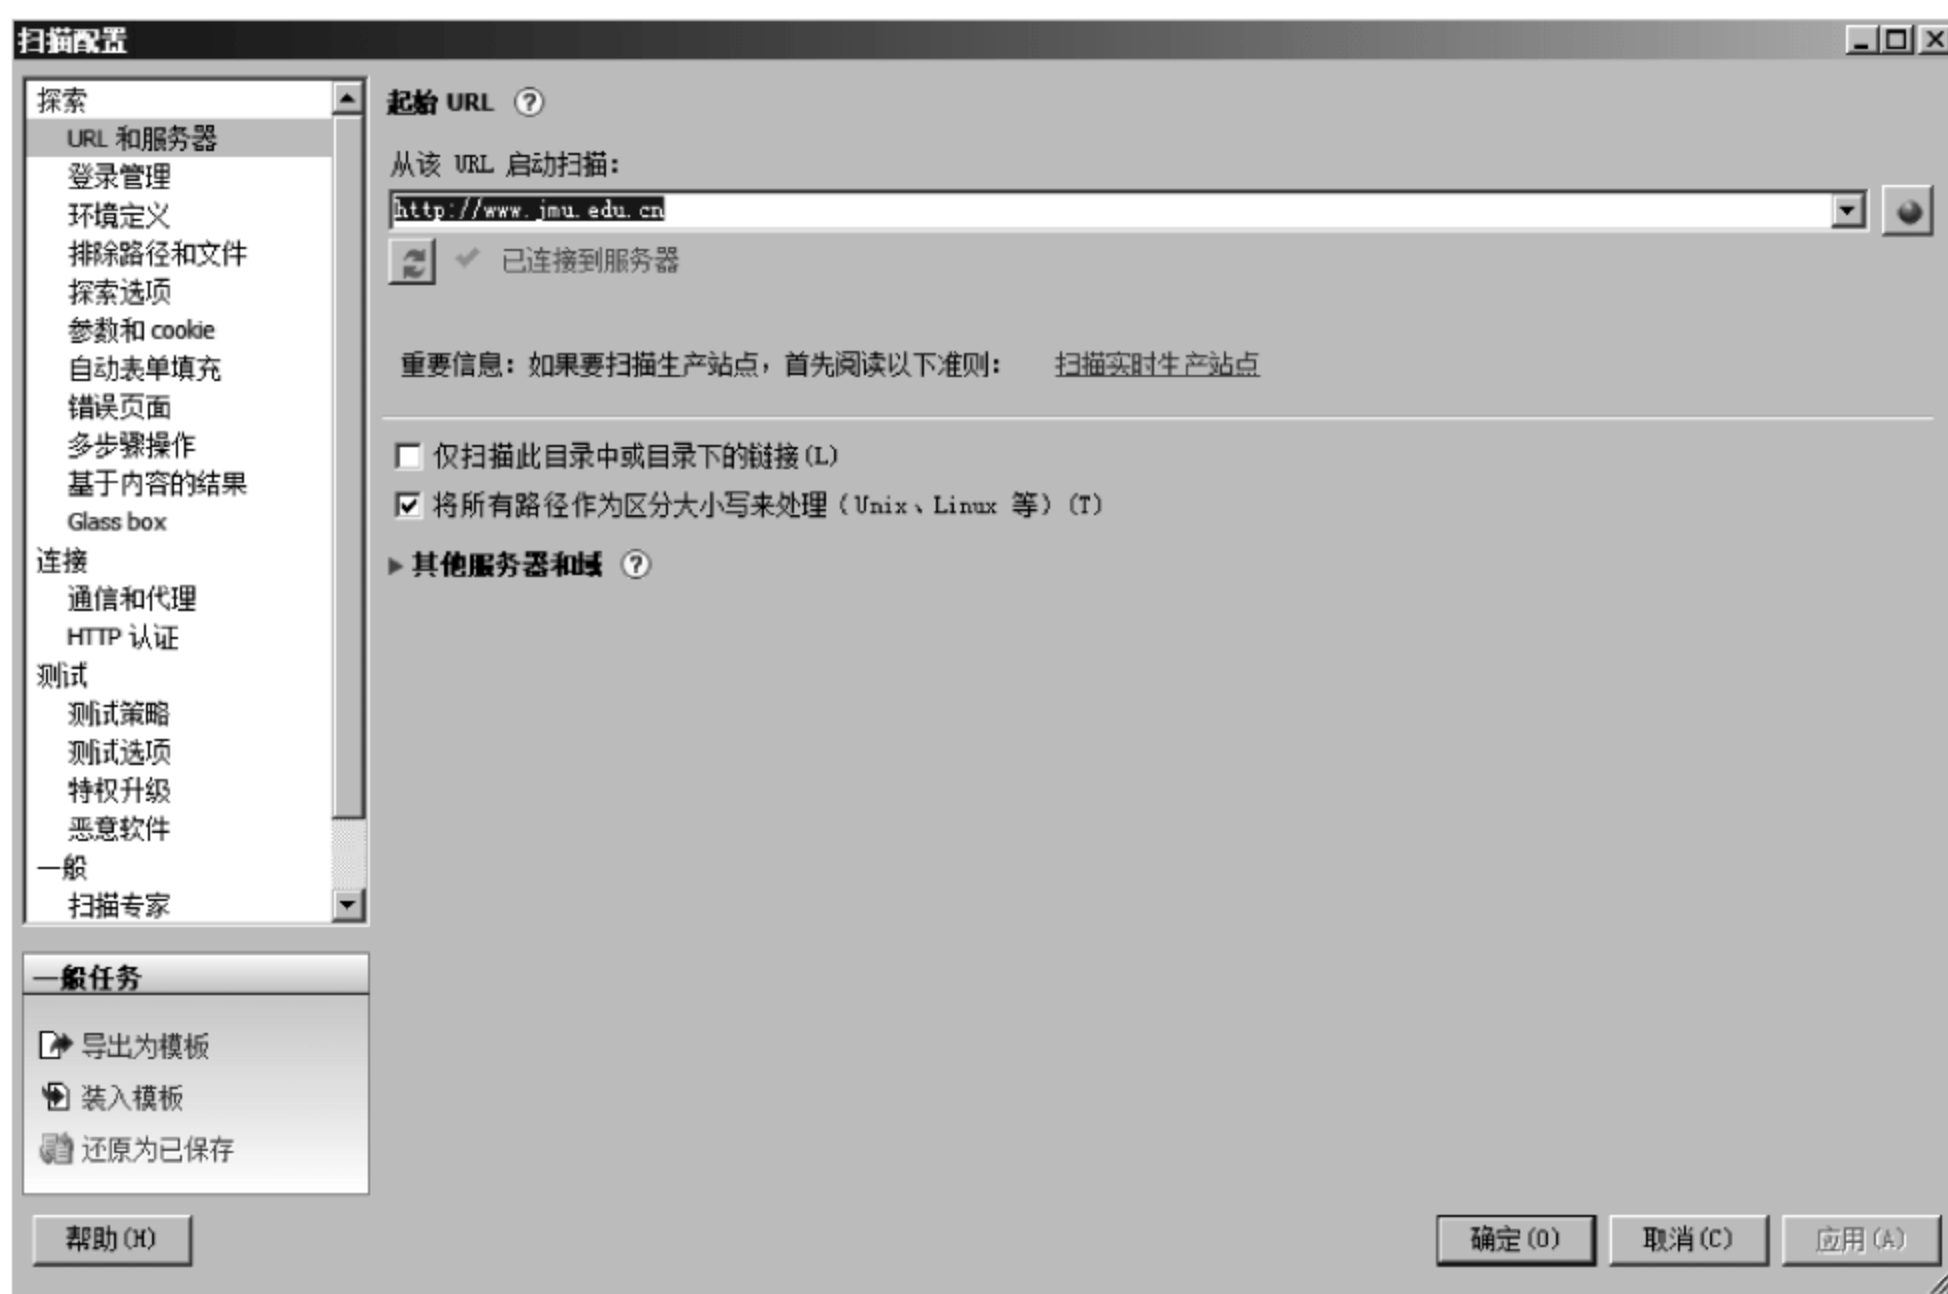 扫描配置
探索
URL 和服务器
登录管理
环境定义
排除路径和文件
探索选项
参数和 cookie
自动表单填充
错误页面
多步骤操作
基于内容的结果
Glass box
连接
通信和代理
HTTP 认证
测试
测试策略
测试选项
特权升级
恶意软件
一般
扫描专家
一般任务
导出为模板
装入模板
还原为已保存
帮助(H)
起始 URL ?
从该 URL 启动扫描:
http://www.jmu.edu.cn
已连接到服务器
重要信息: 如果要扫描生产站点，首先阅读以下准则: 扫描实时生产站点
仅扫描此目录中或目录下的链接(L)
将所有路径作为区分大小写来处理(Unix、Linux 等)(T)
其他服务器和域 ?
确定(O) 取消(C) 应用(A)